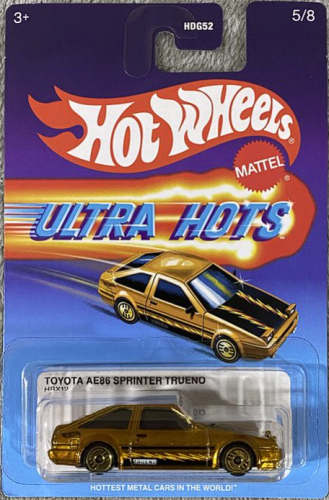 3+
HDG52
5/8
Hot Wheels
MATTEL
ULTRA HOTS
TOYOTA AE86 SPRINTER TRUENO
HOTTEST METAL CARS IN THE WORLD!™